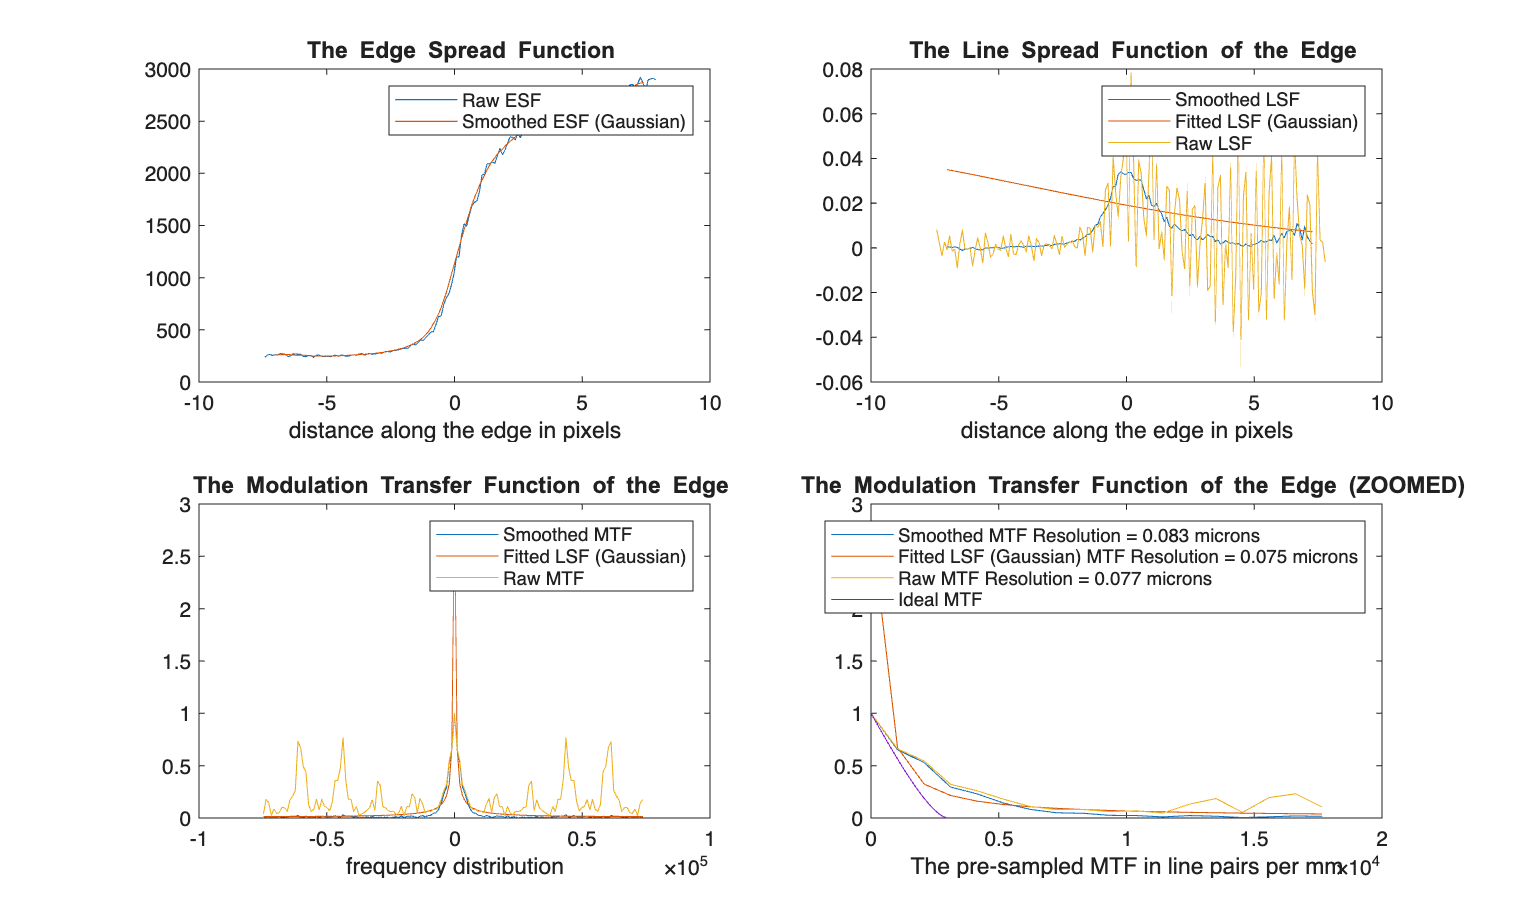 The Edge Spread Function
3000
2500
2000
1500
1000
500
0
Raw ESF
Smoothed ESF (Gaussian)
-10
-5
0
5
10
distance along the edge in pixels
The Line Spread Function of the Edge
0.08
0.06
0.04
0.02
0
-0.02
-0.04
-0.06
Smoothed LSF
Fitted LSF (Gaussian)
Raw LSF
-10
-5
0
5
10
distance along the edge in pixels
The Modulation Transfer Function of the Edge
3
2.5
2
1.5
1
0.5
0
Smoothed MTF
Fitted LSF (Gaussian)
Raw MTF
-1
-0.5
0
0.5
1
frequency distribution
×10⁵
The Modulation Transfer Function of the Edge (ZOOMED)
3
2
1.5
1
0.5
0
Smoothed MTF Resolution = 0.083 microns
Fitted LSF (Gaussian) MTF Resolution = 0.075 microns
Raw MTF Resolution = 0.077 microns
Ideal MTF
0
0.5
1
1.5
2
The pre-sampled MTF in line pairs per mm
×10⁴